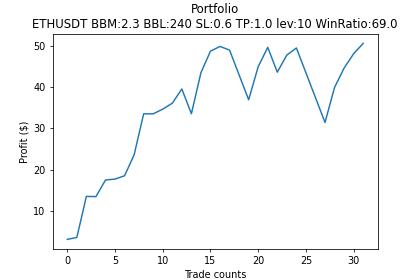 Portfolio
ETHUSDT BBM:2.3 BBL:240 SL:0.6 TP:1.0 lev:10 WinRatio:69.0
50
40
30
20
10
Profit ($)
0 5 10 15 20 25 30
Trade counts